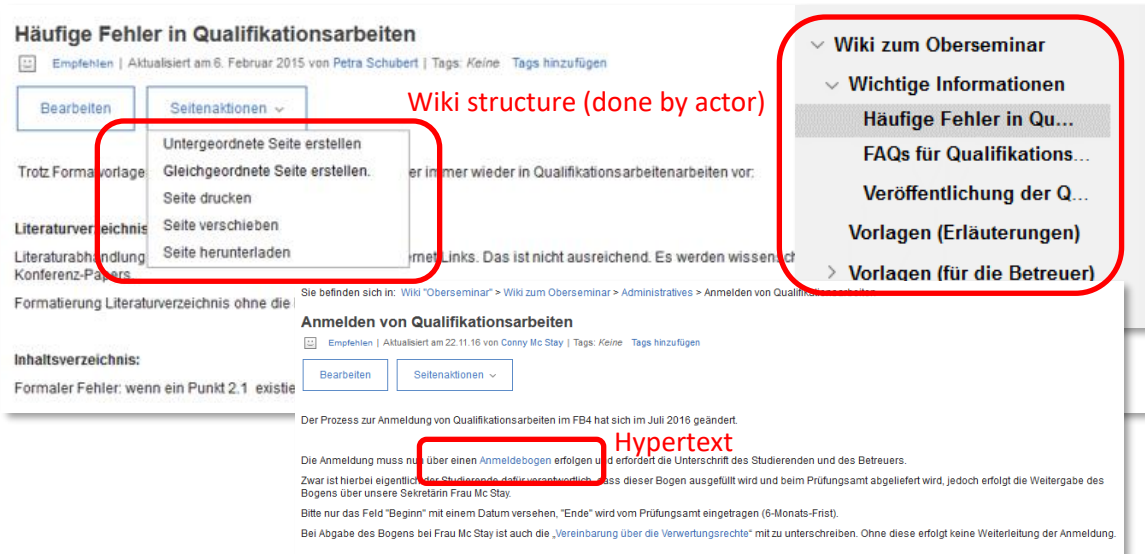 Häufige Fehler in Qualifikationsarbeiten
Empfehlen | Aktualisiert am 6. Februar 2015 von Petra Schubert | Tags: Keine Tags hinzufügen
Bearbeiten
Seitenaktionen
Wiki structure (done by actor)
Untergeordnete Seite erstellen
Gleichgeordnete Seite erstellen.
Seite drucken
Seite verschieben
Seite herunterladen
Trotz Formatvorlage er immer wieder in Qualifikationsarbeitenarbeiten vor:
Literaturverzeichnis
Literaturabhandlung ernet Links. Das ist nicht ausreichend. Es werden
Konferenz-Papers.
Formatierung Literaturverzeichnis ohne die
Inhaltsverzeichnis:
Formaler Fehler: wenn ein Punkt 2.1 existie
Wiki zum Oberseminar
Wichtige Informationen
Häufige Fehler in Qu...
FAQs für Qualifikations...
Veröffentlichung der Q...
Vorlagen (Erläuterungen)
Vorlagen (für die Betreuer)
Sie befinden sich in: Wiki "Oberseminar" > Wiki zum Oberseminar > Administratives > Anmelden von Qualifikationsarbeiten
Anmelden von Qualifikationsarbeiten
Empfehlen | Aktualisiert am 22.11.16 von Conny Mc Stay | Tags: Keine Tags hinzufügen
Bearbeiten
Seitenaktionen
Der Prozess zur Anmeldung von Qualifikationsarbeiten im FB4 hat sich im Juli 2016 geändert.
Hypertext
Die Anmeldung muss nun über einen Anmeldebogen erfolgen und erfordert die Unterschrift des Studierenden und des Betreuers.
Zwar ist hierbei eigentlich der Studierende dafür verantwortlich, dass dieser Bogen ausgefüllt wird und beim Prüfungsamt abgeliefert wird, jedoch erfolgt die Weitergabe des
Bogens über unsere Sekretärin Frau Mc Stay.
Bitte nur das Feld "Beginn" mit einem Datum versehen, "Ende" wird vom Prüfungsamt eingetragen (6-Monats-Frist).
Bei Abgabe des Bogens bei Frau Mc Stay ist auch die „Vereinbarung über die Verwertungsrechte" mit zu unterschreiben. Ohne diese erfolgt keine Weiterleitung der Anmeldung.